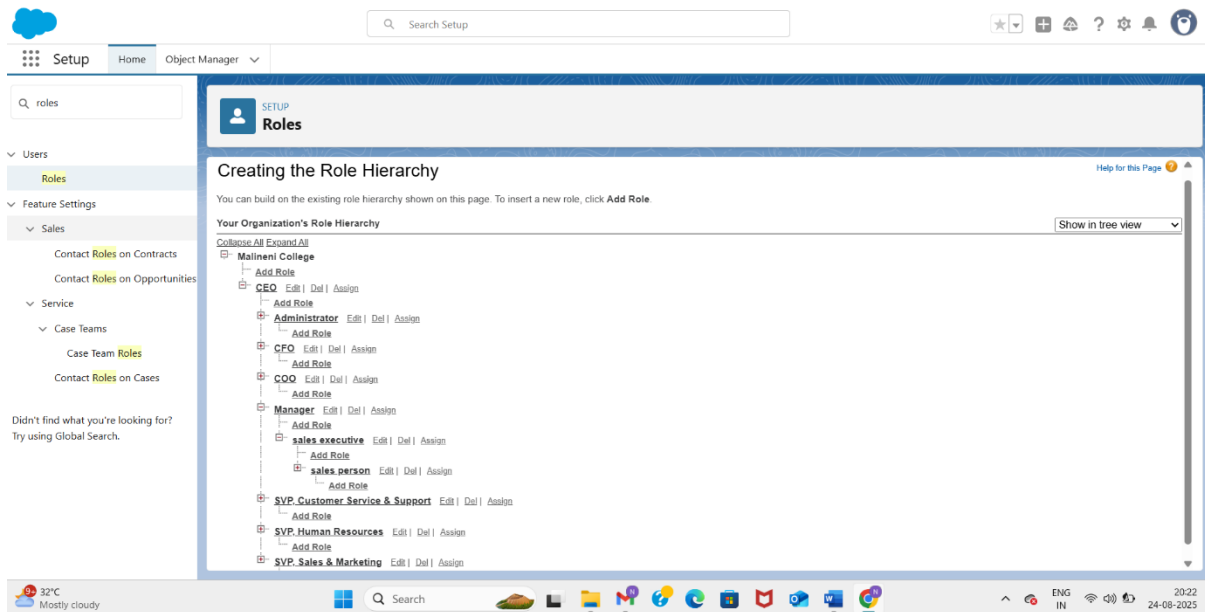 Search Setup
Setup
Home
Object Manager
roles
Users
Roles
Feature Settings
Sales
Contact Roles on Contracts
Contact Roles on Opportunities
Service
Case Teams
Case Team Roles
Contact Roles on Cases
Didn't find what you're looking for?
Try using Global Search.
SETUP
Roles
Creating the Role Hierarchy
Help for this Page
You can build on the existing role hierarchy shown on this page. To insert a new role, click Add Role.
Your Organization's Role Hierarchy
Show in tree view
Collapse All Expand All
Malineni College
Add Role
CEO Edit | Del | Assign
Add Role
Administrator Edit | Del | Assign
Add Role
CFO Edit | Del | Assign
Add Role
COO Edit | Del | Assign
Add Role
Manager Edit | Del | Assign
Add Role
sales executive Edit | Del | Assign
Add Role
sales person Edit | Del | Assign
Add Role
SVP, Customer Service & Support Edit | Del | Assign
Add Role
SVP, Human Resources Edit | Del | Assign
Add Role
SVP, Sales & Marketing Edit | Del | Assign
9+
32°C
Mostly cloudy
Search
ENG
IN
20:22
24-08-2025